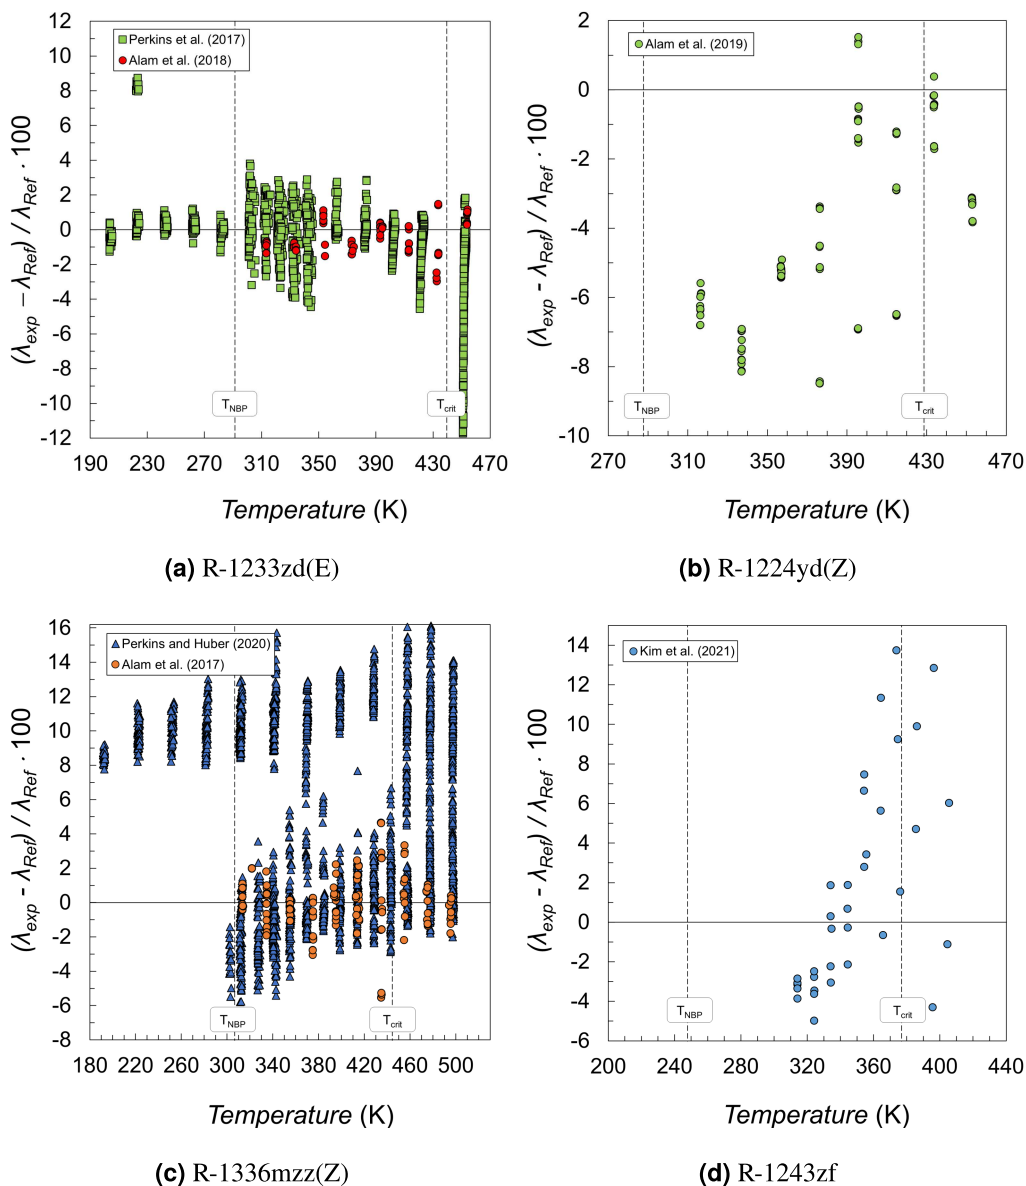 12
10
8
6
4
2
0
-2
-4
-6
-8
-10
-12
(λexp – λRef) / λRef · 100
Perkins et al. (2017)
Alam et al. (2018)
TNBP
Tcrit
190 230 270 310 350 390 430 470
Temperature (K)
(a) R-1233zd(E)
2
0
-2
-4
-6
-8
-10
(λexp - λRef) / λRef · 100
Alam et al. (2019)
TNBP
Tcrit
270 310 350 390 430 470
Temperature (K)
(b) R-1224yd(Z)
16
14
12
10
8
6
4
2
0
-2
-4
-6
-8
(λexp - λRef) / λRef · 100
Perkins and Huber (2020)
Alam et al. (2017)
TNBP
Tcrit
180 220 260 300 340 380 420 460 500
Temperature (K)
(c) R-1336mzz(Z)
14
12
10
8
6
4
2
0
-2
-4
-6
(λexp - λRef) / λRef · 100
Kim et al. (2021)
TNBP
Tcrit
200 240 280 320 360 400 440
Temperature (K)
(d) R-1243zf